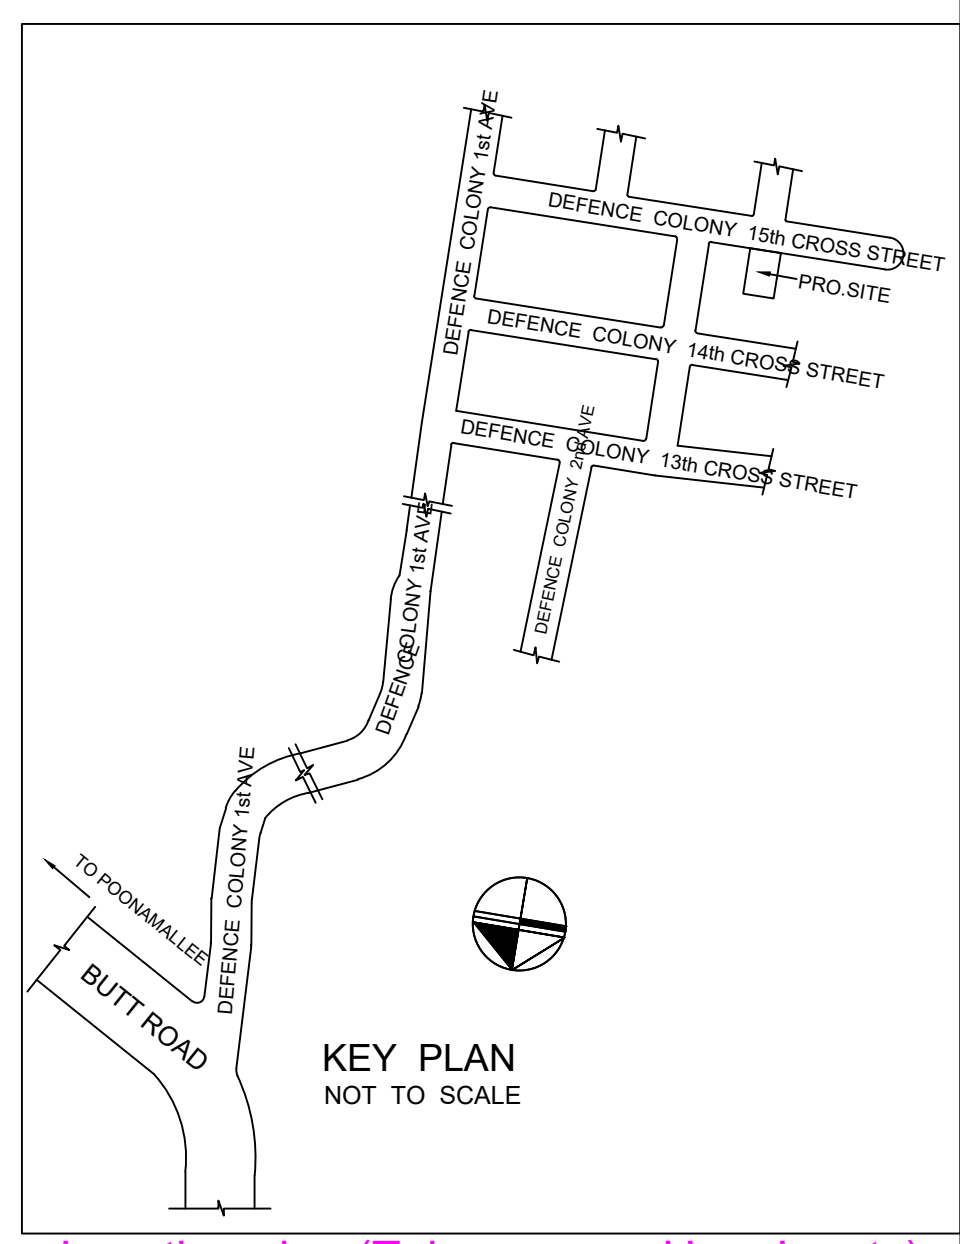 DEFENCE COLONY 1st AVE
DEFENCE COLONY 15th CROSS STREET
PRO.SITE
DEFENCE COLONY 14th CROSS STREET
DEFENCE COLONY 13th CROSS STREET
DEFENCE COLONY 2nd AVE
DEFENCE COLONY 1st AVE
DEFENCE COLONY 1st AVE
TO POONAMALLEE
BUTT ROAD
KEY PLAN
NOT TO SCALE